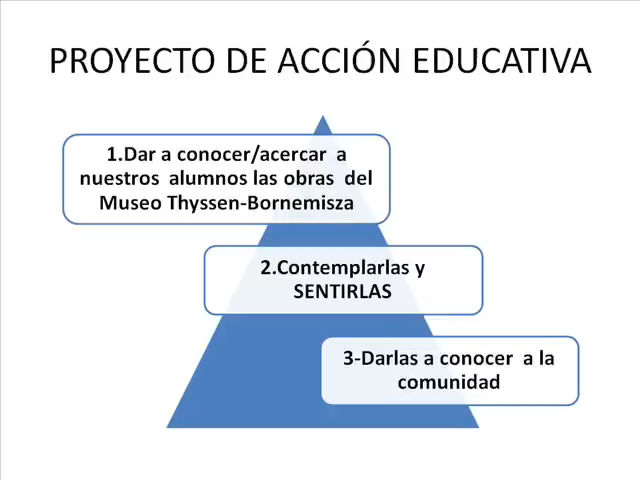 PROYECTO DE ACCIÓN EDUCATIVA
1.Dar a conocer/acercar a
nuestros alumnos las obras del
Museo Thyssen-Bornemisza
2.Contemplarlas y
SENTIRLAS
3-Darlas a conocer a la
comunidad